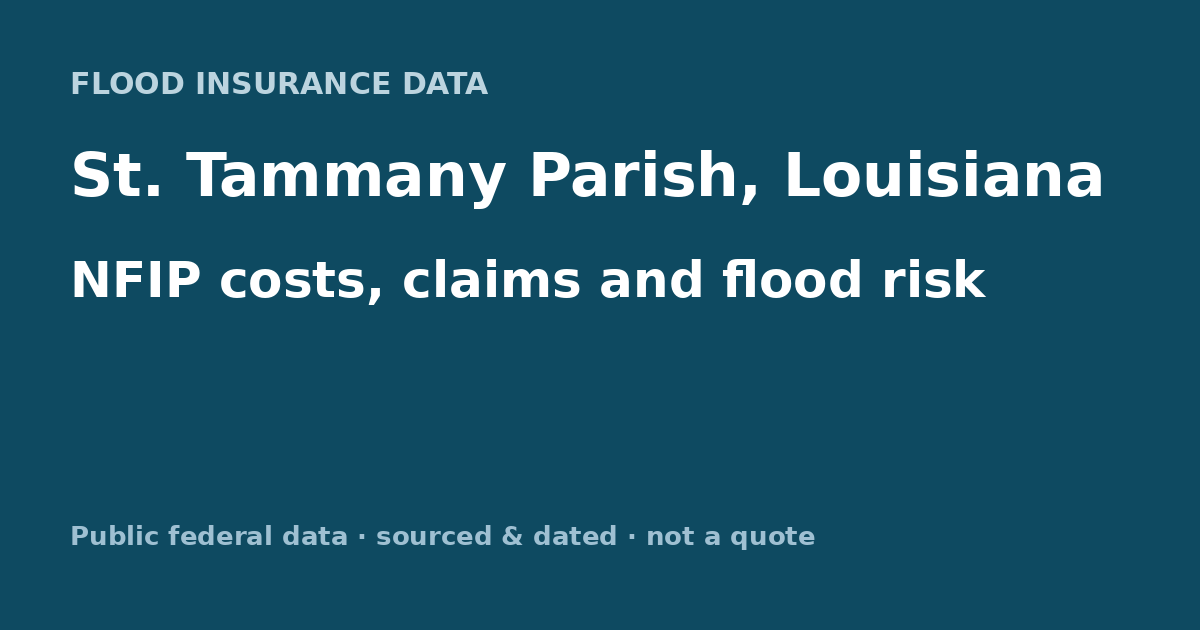 FLOOD INSURANCE DATA
St. Tammany Parish, Louisiana
NFIP costs, claims and flood risk
Public federal data · sourced & dated · not a quote